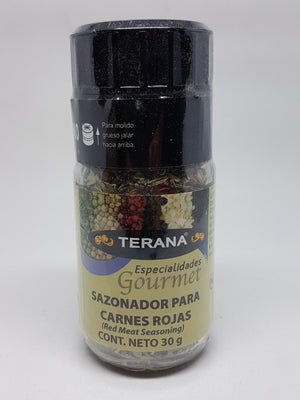 Para molido
grueso jalar
hacia arriba.
TERANA®
Especialidades
Gourmet
SAZONADOR PARA
CARNES ROJAS
(Red Meat Seasoning)
CONT. NETO 30 g